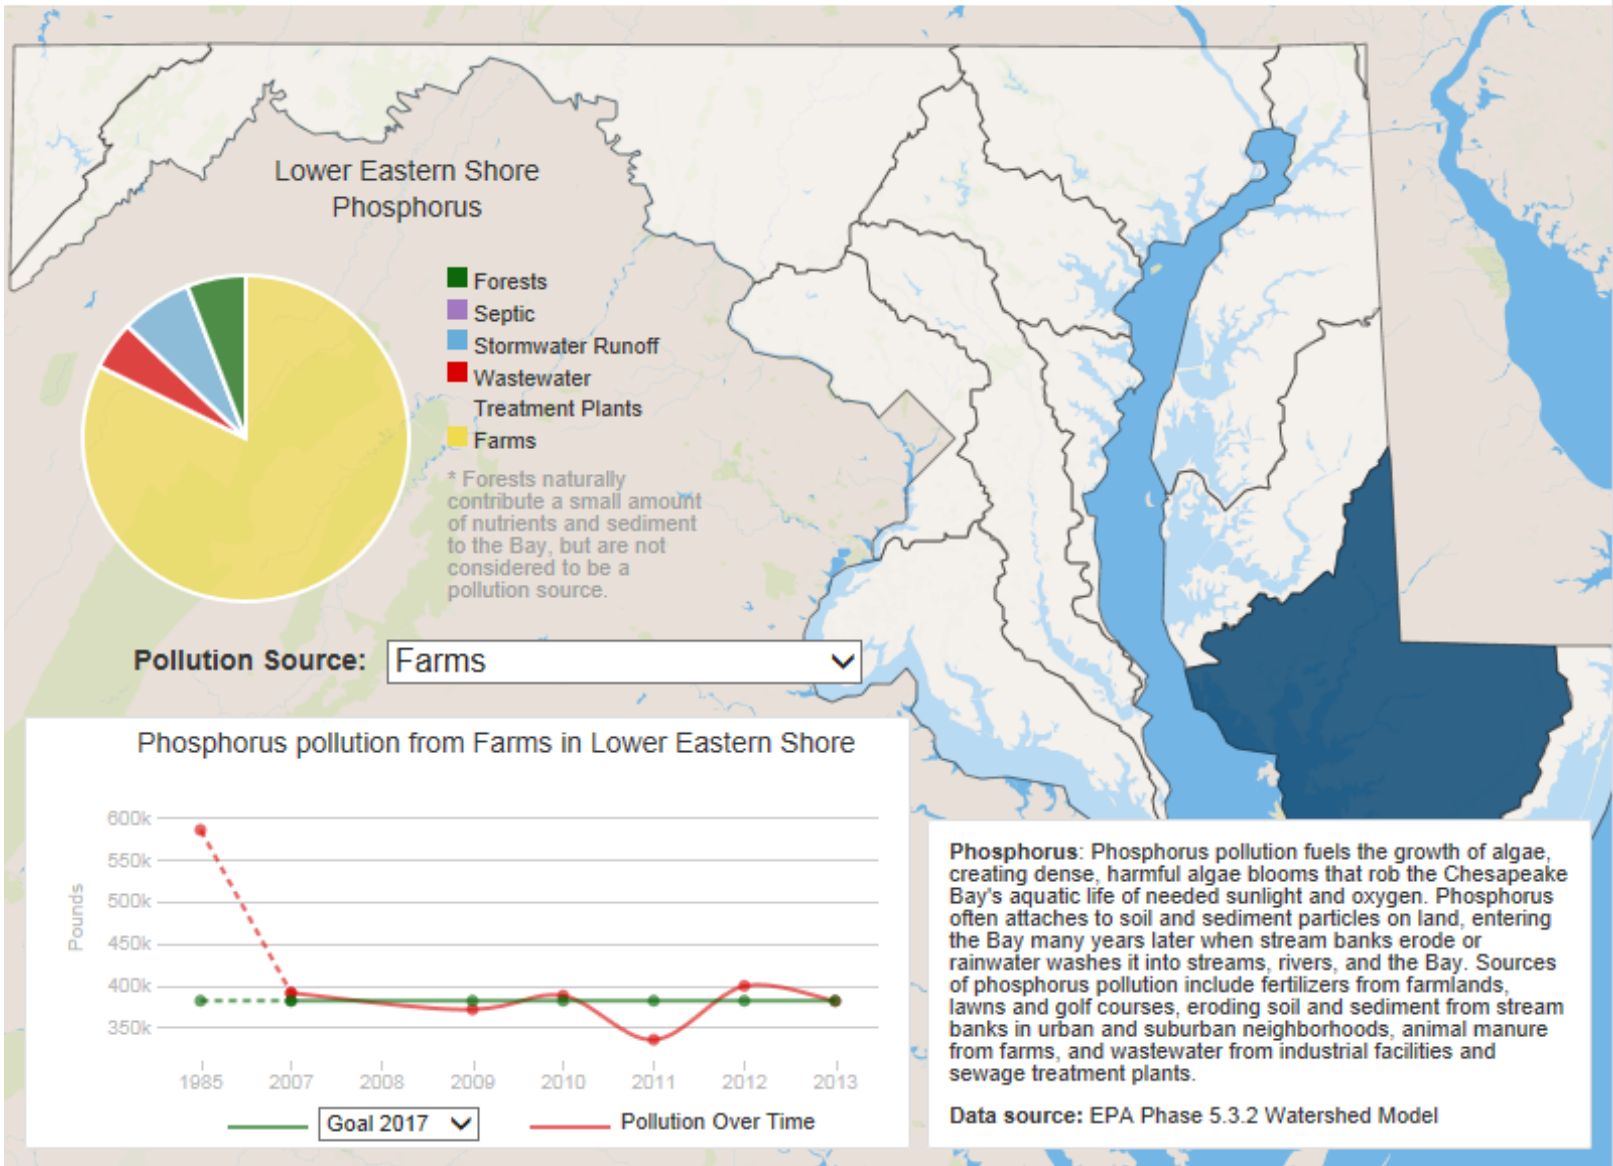 Lower Eastern Shore
Phosphorus
Forests
Septic
Stormwater Runoff
Wastewater
Treatment Plants
Farms
* Forests naturally
contribute a small amount
of nutrients and sediment
to the Bay, but are not
considered to be a
pollution source.
Pollution Source:
Farms
Phosphorus pollution from Farms in Lower Eastern Shore
Pounds
600k
550k
500k
450k
400k
350k
1985 2007 2008 2009 2010 2011 2012 2013
Goal 2017
Pollution Over Time
Phosphorus: Phosphorus pollution fuels the growth of algae,
creating dense, harmful algae blooms that rob the Chesapeake
Bay's aquatic life of needed sunlight and oxygen. Phosphorus
often attaches to soil and sediment particles on land, entering
the Bay many years later when stream banks erode or
rainwater washes it into streams, rivers, and the Bay. Sources
of phosphorus pollution include fertilizers from farmlands,
lawns and golf courses, eroding soil and sediment from stream
banks in urban and suburban neighborhoods, animal manure
from farms, and wastewater from industrial facilities and
sewage treatment plants.
Data source: EPA Phase 5.3.2 Watershed Model